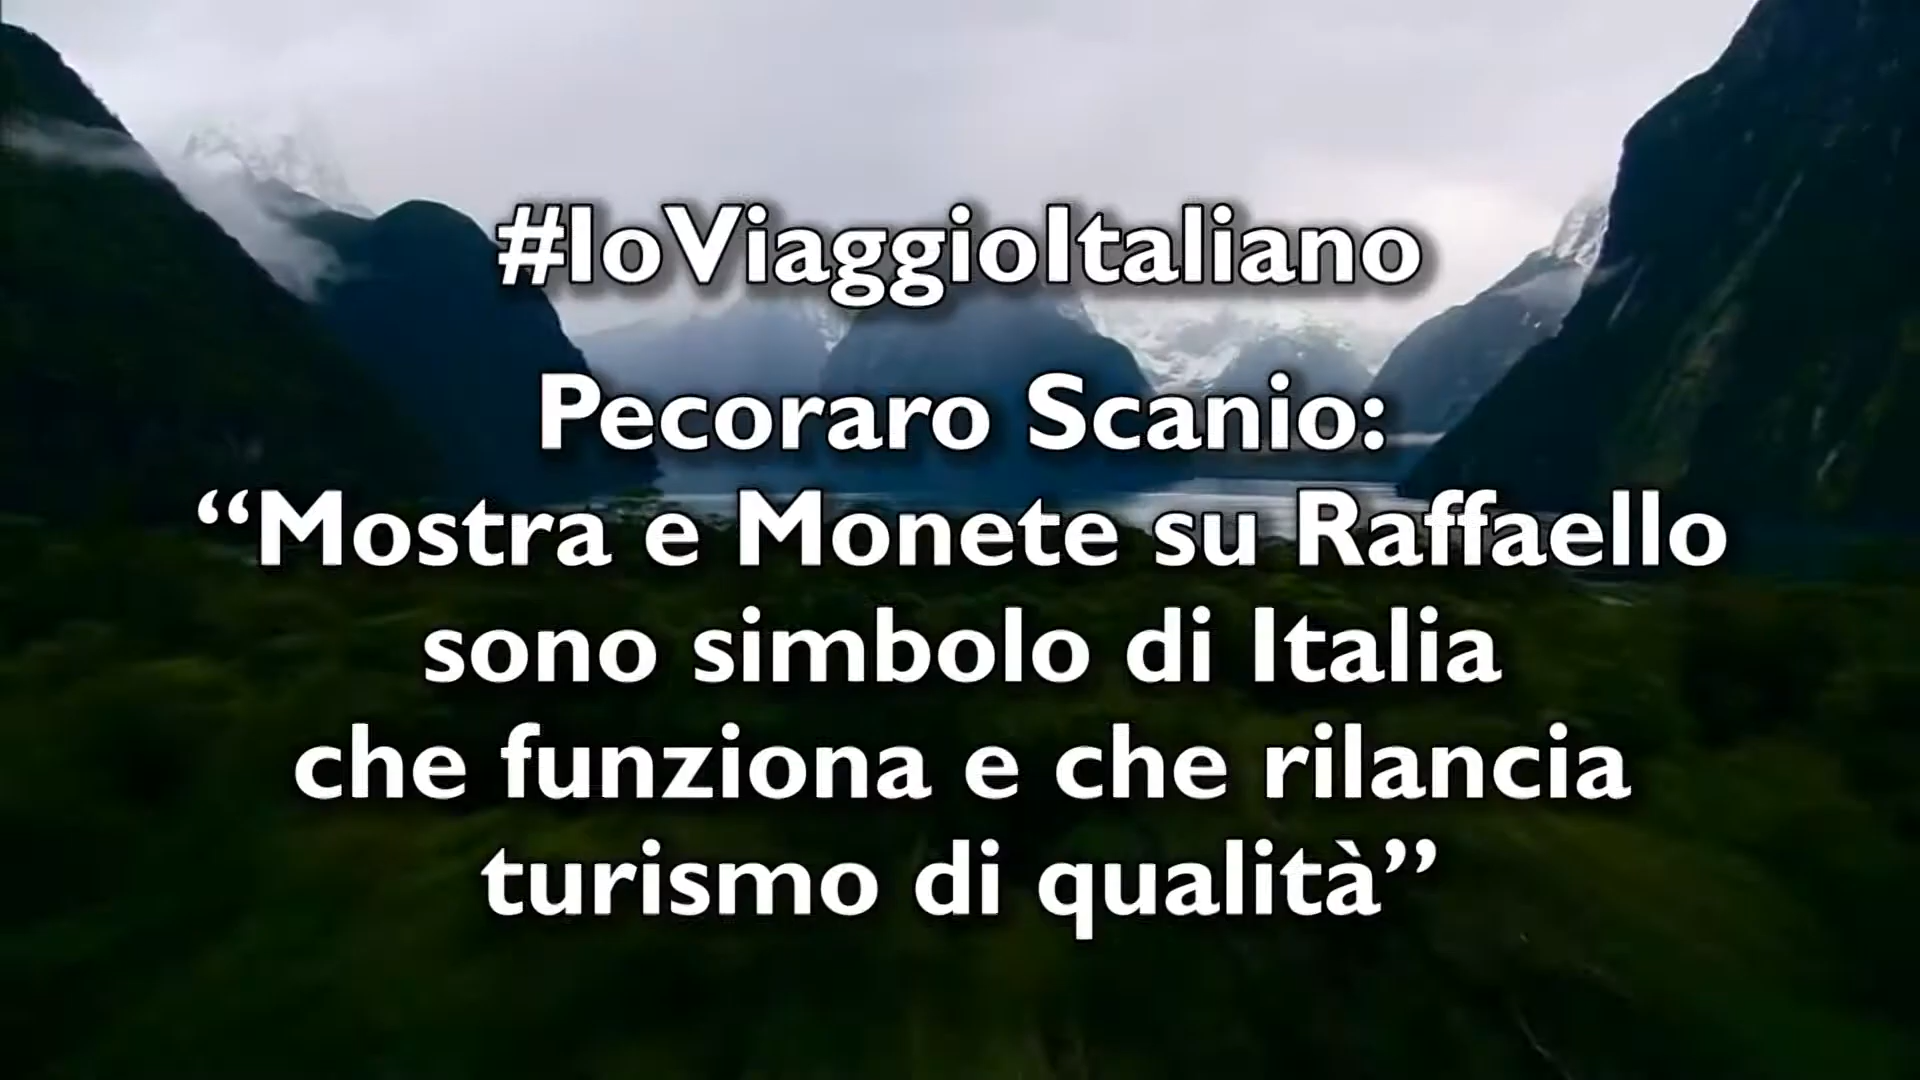 #IoViaggioItaliano
Pecoraro Scanio:
“Mostra e Monete su Raffaello
sono simbolo di Italia
che funziona e che rilancia
turismo di qualità”